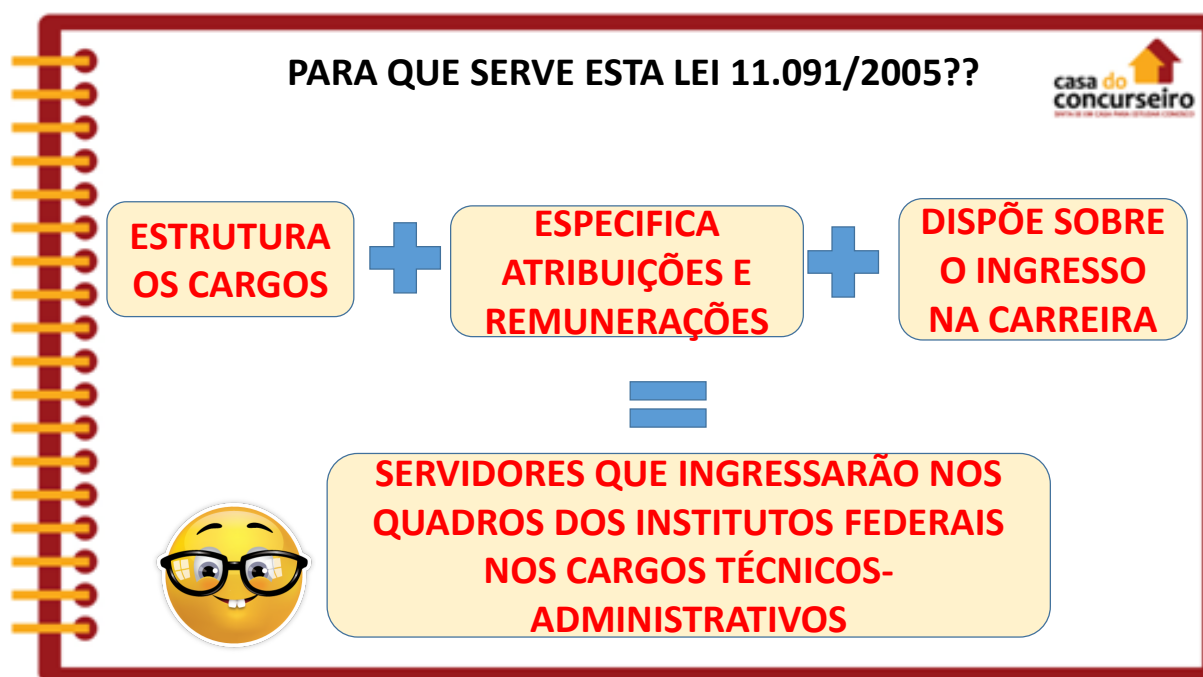 PARA QUE SERVE ESTA LEI 11.091/2005??
casa do
concurseiro
ESTRUTURA
OS CARGOS
ESPECIFICA
ATRIBUIÇÕES E
REMUNERAÇÕES
DISPÕE SOBRE
O INGRESSO
NA CARREIRA
SERVIDORES QUE INGRESSARÃO NOS
QUADROS DOS INSTITUTOS FEDERAIS
NOS CARGOS TÉCNICOS-
ADMINISTRATIVOS